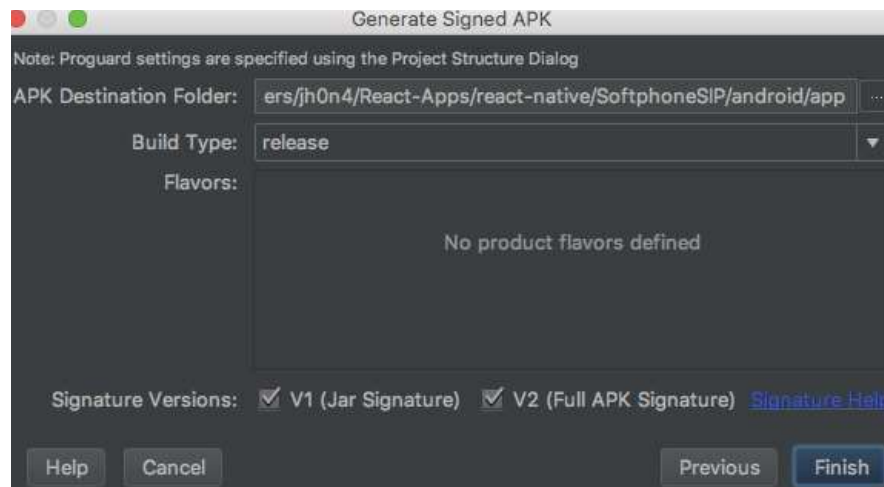 Generate Signed APK
Note: Proguard settings are specified using the Project Structure Dialog
APK Destination Folder: ers/jh0n4/React-Apps/react-native/SoftphoneSIP/android/app ...
Build Type: release
Flavors:
No product flavors defined
Signature Versions: V1 (Jar Signature) V2 (Full APK Signature) Signature Help
Help Cancel Previous Finish